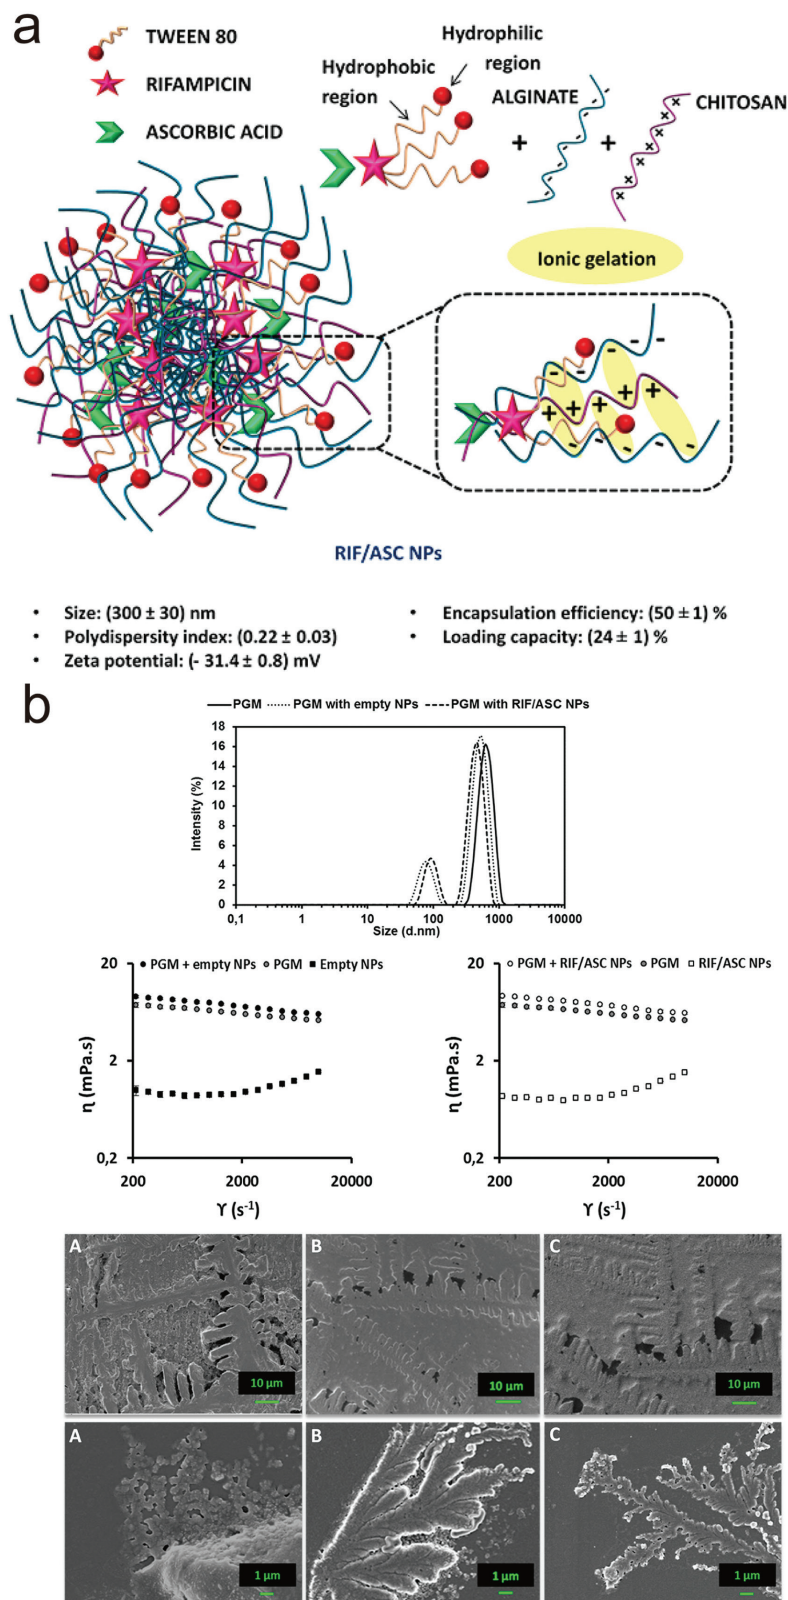 a
TWEEN 80
RIFAMPICIN
ASCORBIC ACID
Hydrophobic
region
Hydrophilic
region
ALGINATE
CHITOSAN
+
+
Ionic gelation
RIF/ASC NPs
• Size: (300 ± 30) nm
• Polydispersity index: (0.22 ± 0.03)
• Zeta potential: (- 31.4 ± 0.8) mV
• Encapsulation efficiency: (50 ± 1) %
• Loading capacity: (24 ± 1) %
b
PGM PGM with empty NPs PGM with RIF/ASC NPs
Intensity (%)
18
16
14
12
10
8
6
4
2
0
0,1 1 10 100 1000 10000
Size (d.nm)
PGM + empty NPs PGM Empty NPs
η (mPa.s)
20
2
0,2
200 2000 20000
ϒ (s-1)
PGM + RIF/ASC NPs PGM RIF/ASC NPs
η (mPa.s)
20
2
0,2
200 2000 20000
ϒ (s-1)
A B C
10 µm 10 µm 10 µm
A B C
1 µm 1 µm 1 µm